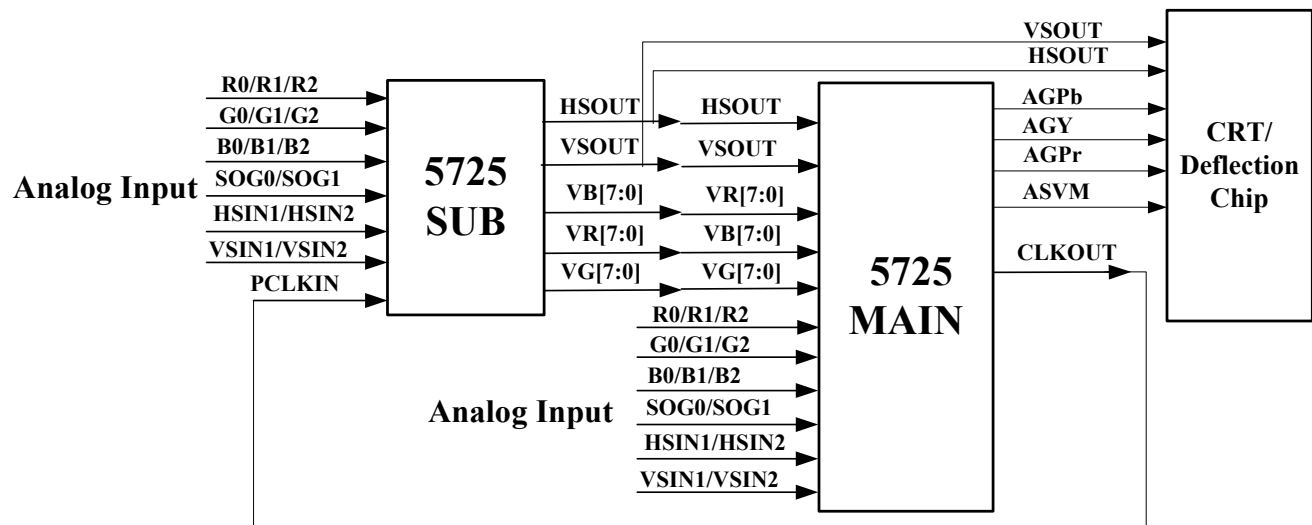 VSOUT
HSOUT
R0/R1/R2
G0/G1/G2
B0/B1/B2
SOG0/SOG1
Analog Input
HSIN1/HSIN2
VSIN1/VSIN2
PCLKIN
5725
SUB
HSOUT
VSOUT
VB[7:0]
VR[7:0]
VG[7:0]
HSOUT
VSOUT
VR[7:0]
VB[7:0]
VG[7:0]
R0/R1/R2
G0/G1/G2
B0/B1/B2
SOG0/SOG1
Analog Input
HSIN1/HSIN2
VSIN1/VSIN2
5725
MAIN
AGPb
AGY
AGPr
ASVM
CLKOUT
CRT/
Deflection
Chip